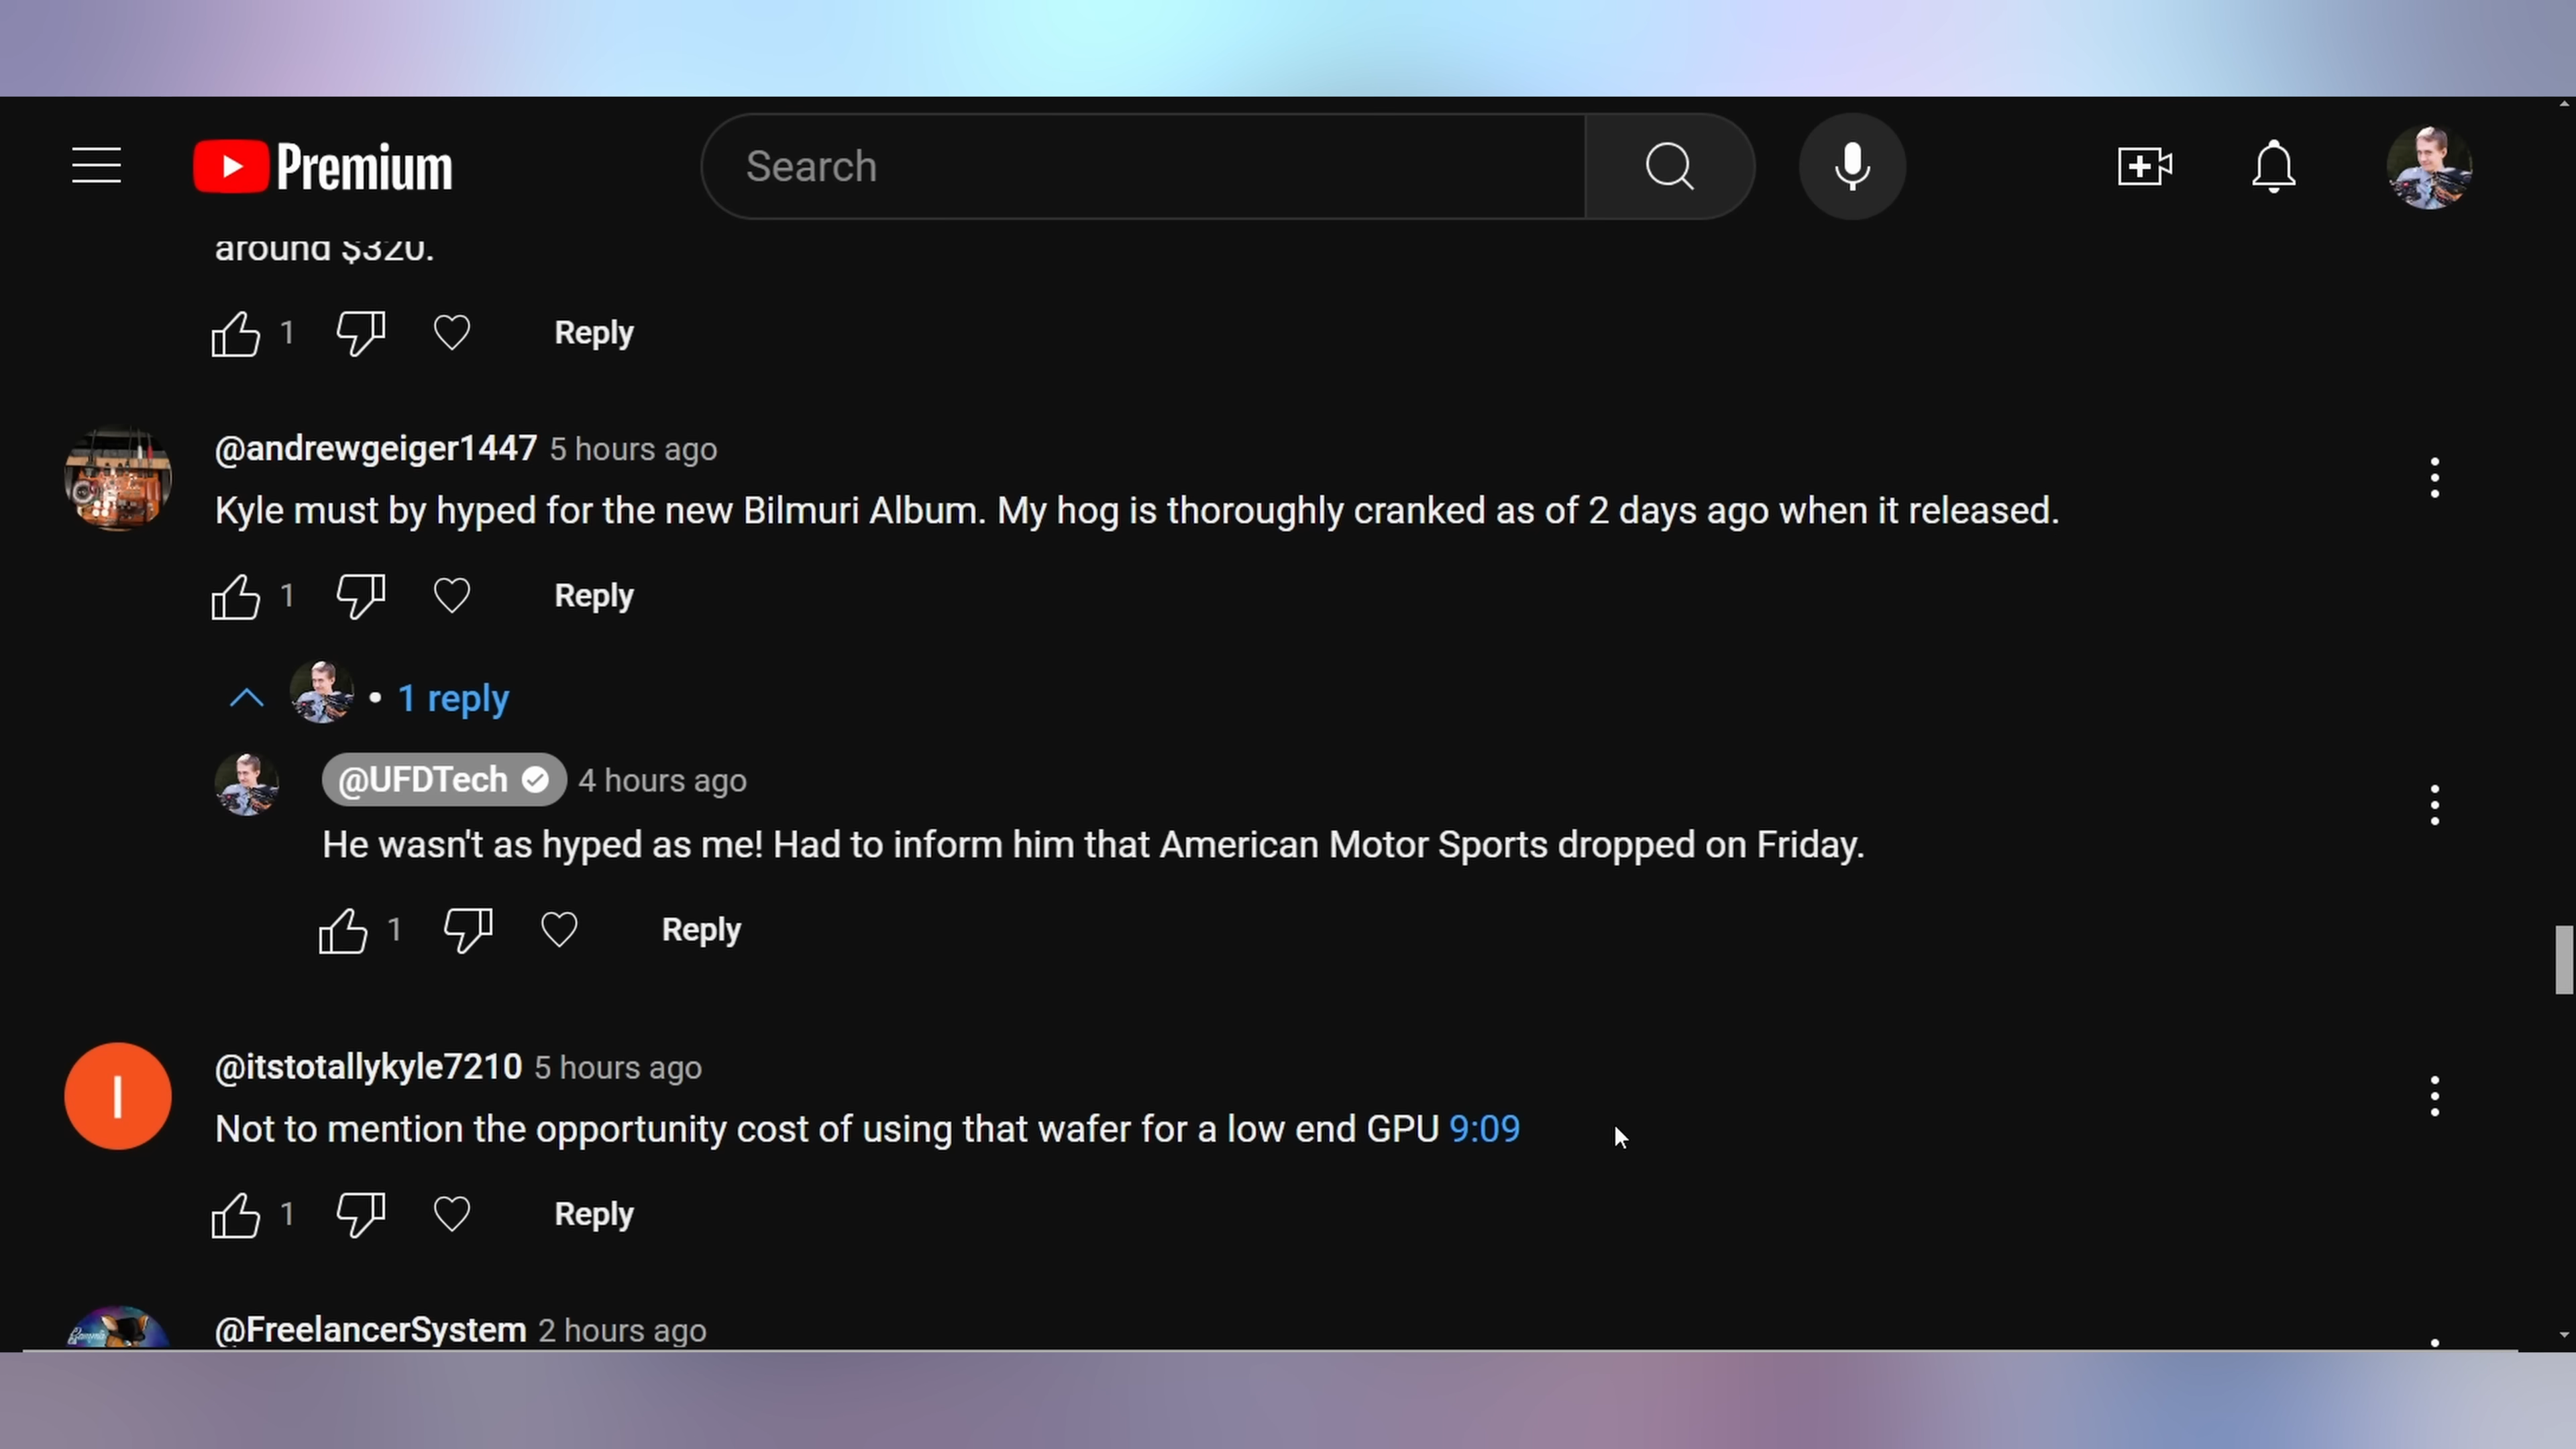 Premium
Search
around $320.
1
Reply
@andrewgeiger1447 5 hours ago
Kyle must by hyped for the new Bilmuri Album. My hog is thoroughly cranked as of 2 days ago when it released.
1
Reply
• 1 reply
@UFDTech 4 hours ago
He wasn't as hyped as me! Had to inform him that American Motor Sports dropped on Friday.
1
Reply
I
@itstotallykyle7210 5 hours ago
Not to mention the opportunity cost of using that wafer for a low end GPU 9:09
1
Reply
@FreelancerSystem 2 hours ago